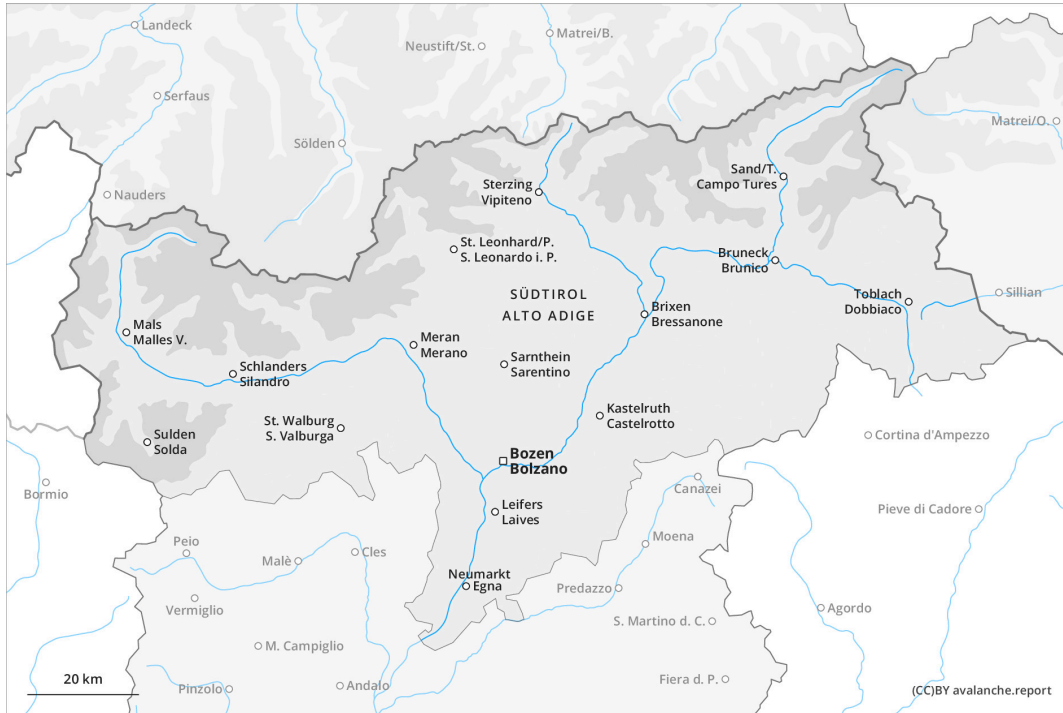 Landeck
Matrei/B.
Neustift/St.
Serfaus
Matrei/O.
Sölden
Sand/T.
Campo Tures
Sterzing
Vipiteno
Nauders
St. Leonhard/P.
S. Leonardo i. P.
Bruneck
Brunico
SÜDTIROL
ALTO ADIGE
Toblach
Dobbiaco
Sillian
Brixen
Bressanone
Mals
Malles V.
Meran
Merano
Sarnthein
Sarentino
Schlanders
Silandro
Kastelruth
Castelrotto
St. Walburg
S. Valburga
Sulden
Solda
Cortina d'Ampezzo
Bozen
Bolzano
Bormio
Canazei
Leifers
Laives
Pieve di Cadore
Moena
Peio
Malè
Cles
Neumarkt
Egna
Predazzo
Vermiglio
Agordo
S. Martino d. C.
M. Campiglio
20 km
Pinzolo
Andalo
Fiera d. P.
(CC)BY avalanche.report